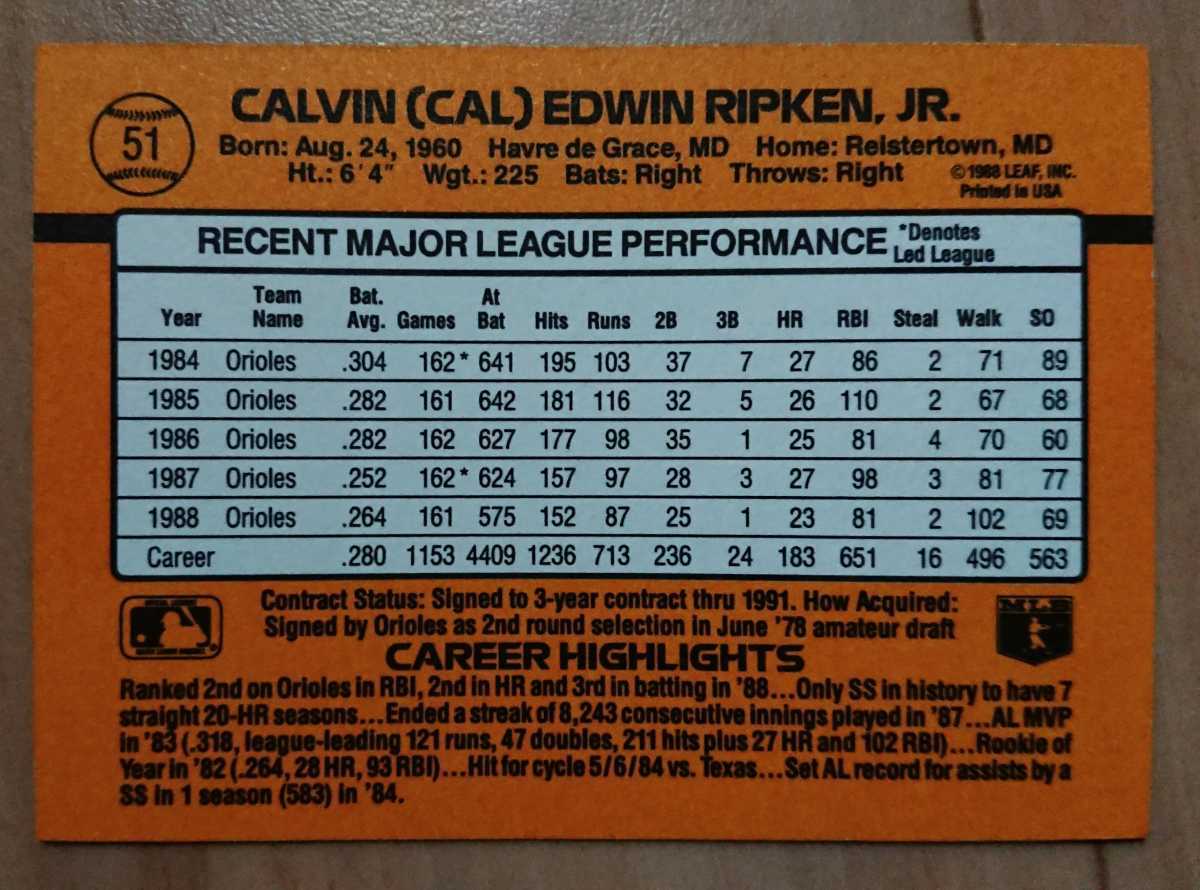 51
CALVIN (CAL) EDWIN RIPKEN, JR.
Born: Aug. 24, 1960 Havre de Grace, MD Home: Reistertown, MD
Ht.: 6'4" Wgt.: 225 Bats: Right Throws: Right
©1988 LEAF, INC.
Printed in USA
RECENT MAJOR LEAGUE PERFORMANCE *Denotes
Led League
Year Team Name Bat. Avg. Games At Bat Hits Runs 2B 3B HR RBI Steal Walk SO
1984 Orioles .304 162* 641 195 103 37 7 27 86 2 71 89
1985 Orioles .282 161 642 181 116 32 5 26 110 2 67 68
1986 Orioles .282 162 627 177 98 35 1 25 81 4 70 60
1987 Orioles .252 162* 624 157 97 28 3 27 98 3 81 77
1988 Orioles .264 161 575 152 87 25 1 23 81 2 102 69
Career .280 1153 4409 1236 713 236 24 183 651 16 496 563
Contract Status: Signed to 3-year contract thru 1991. How Acquired:
Signed by Orioles as 2nd round selection in June '78 amateur draft
CAREER HIGHLIGHTS
Ranked 2nd on Orioles in RBI, 2nd in HR and 3rd in batting in '88...Only SS in history to have 7
straight 20-HR seasons...Ended a streak of 8,243 consecutive innings played in '87...AL MVP
in '83 (.318, league-leading 121 runs, 47 doubles, 211 hits plus 27 HR and 102 RBI)...Rookie of
Year in '82 (.264, 28 HR, 93 RBI)...Hit for cycle 5/6/84 vs. Texas...Set AL record for assists by a
SS in 1 season (583) in '84.